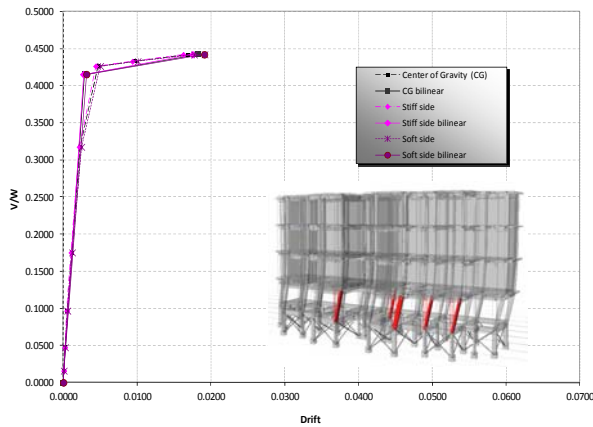 0.5000
0.4500
0.4000
0.3500
0.3000
0.2500
0.2000
0.1500
0.1000
0.0500
0.0000
V/W
Center of Gravity (CG)
CG bilinear
Stiff side
Stiff side bilinear
Soft side
Soft side bilinear
0.0000 0.0100 0.0200 0.0300 0.0400 0.0500 0.0600 0.0700
Drift